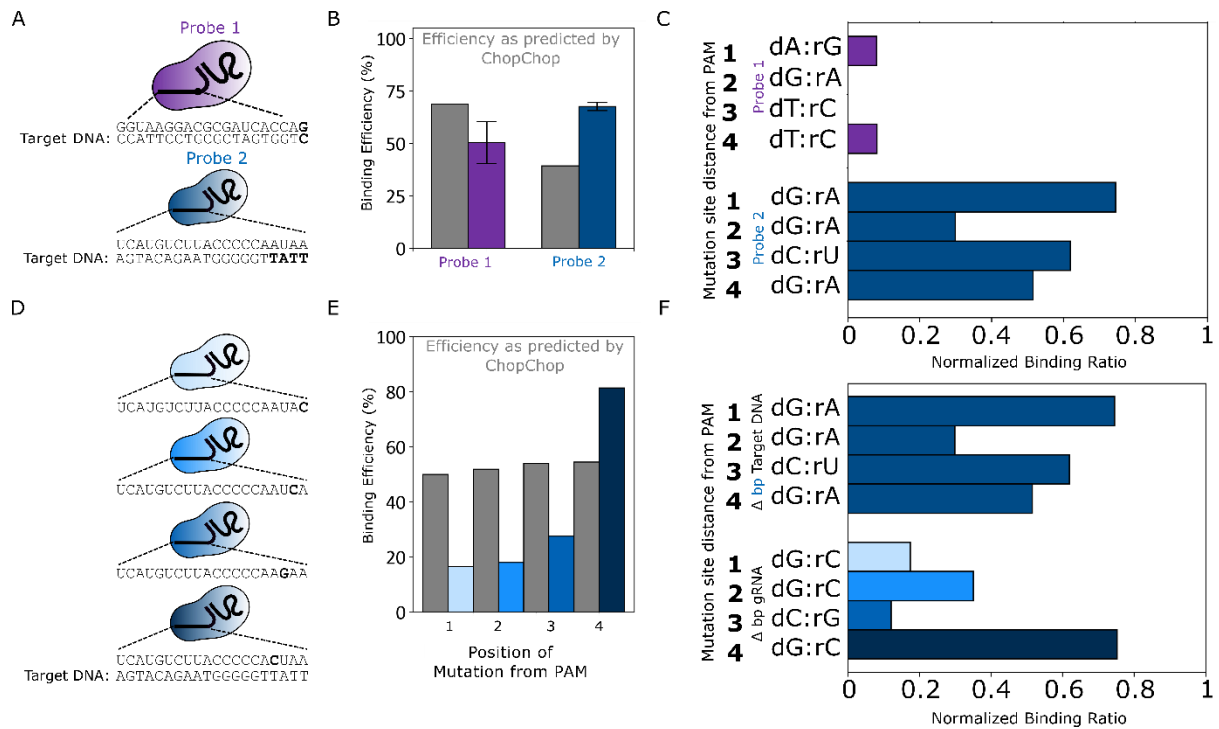 A
Probe 1
GGUAAGGACGCGAUCACCAG
Target DNA: CCATTCCTGCGCTAGTGGTC
Probe 2
UCAUGUCUUACCCCCAAUAA
Target DNA: AGTACAGAATGGGGGTTATT
B
Efficiency as predicted by
ChopChop
Binding Efficiency (%)
100
75
50
25
0
Probe 1
Probe 2
C
Mutation site distance from PAM
Probe 1
1 dA:rG
2 dG:rA
3 dT:rC
4 dT:rC
Probe 2
1 dG:rA
2 dG:rA
3 dC:rU
4 dG:rA
0 0.2 0.4 0.6 0.8 1
Normalized Binding Ratio
D
UCAUGUCUUACCCCCAAUAC
UCAUGUCUUACCCCCAAUCA
UCAUGUCUUACCCCCAAGAA
UCAUGUCUUACCCCCACUAA
Target DNA: AGTACAGAATGGGGGTTATT
E
Efficiency as predicted by
ChopChop
Binding Efficiency (%)
100
80
60
40
20
0
1 2 3 4
Position of
Mutation from PAM
F
Mutation site distance from PAM
Δ bp Target DNA
1 dG:rA
2 dG:rA
3 dC:rU
4 dG:rA
Δ bp gRNA
1 dG:rC
2 dG:rC
3 dC:rG
4 dG:rC
0 0.2 0.4 0.6 0.8 1
Normalized Binding Ratio